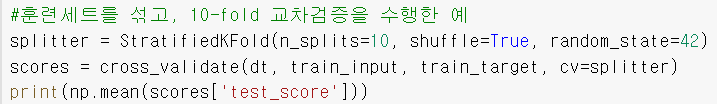 #훈련세트를 섞고, 10-fold 교차검증을 수행한 예
splitter = StratifiedKFold(n_splits=10, shuffle=True, random_state=42)
scores = cross_validate(dt, train_input, train_target, cv=splitter)
print(np.mean(scores['test_score']))